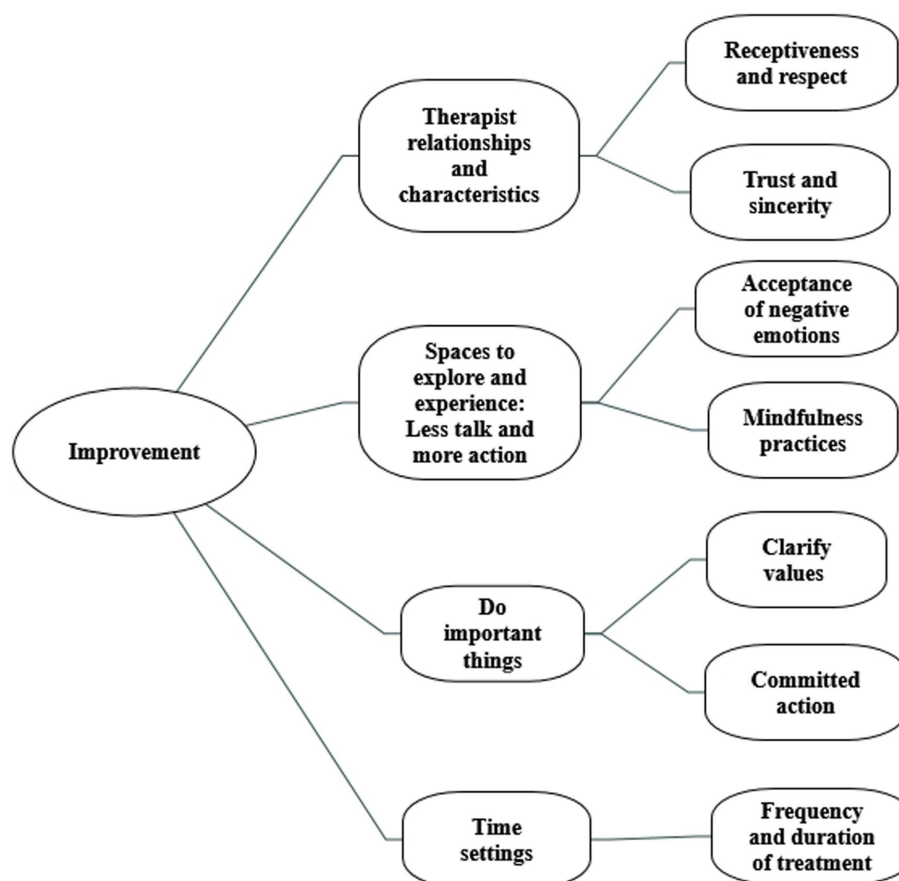 Improvement
Therapist
relationships
and
characteristics
Receptiveness
and respect
Trust and
sincerity
Spaces to
explore and
experience:
Less talk and
more action
Acceptance
of negative
emotions
Mindfulness
practices
Do
important
things
Clarify
values
Committed
action
Time
settings
Frequency
and duration
of treatment